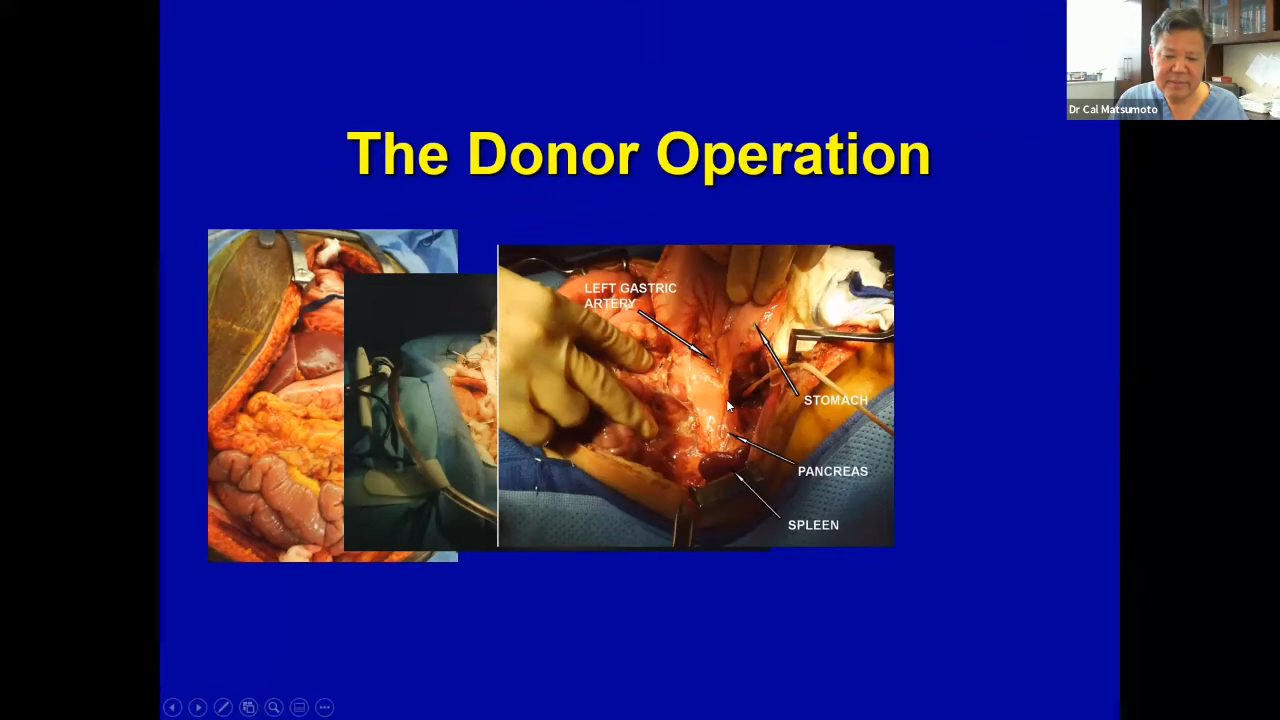 Dr Cal Matsumoto
The Donor Operation
LEFT GASTRIC
ARTERY
STOMACH
PANCREAS
SPLEEN